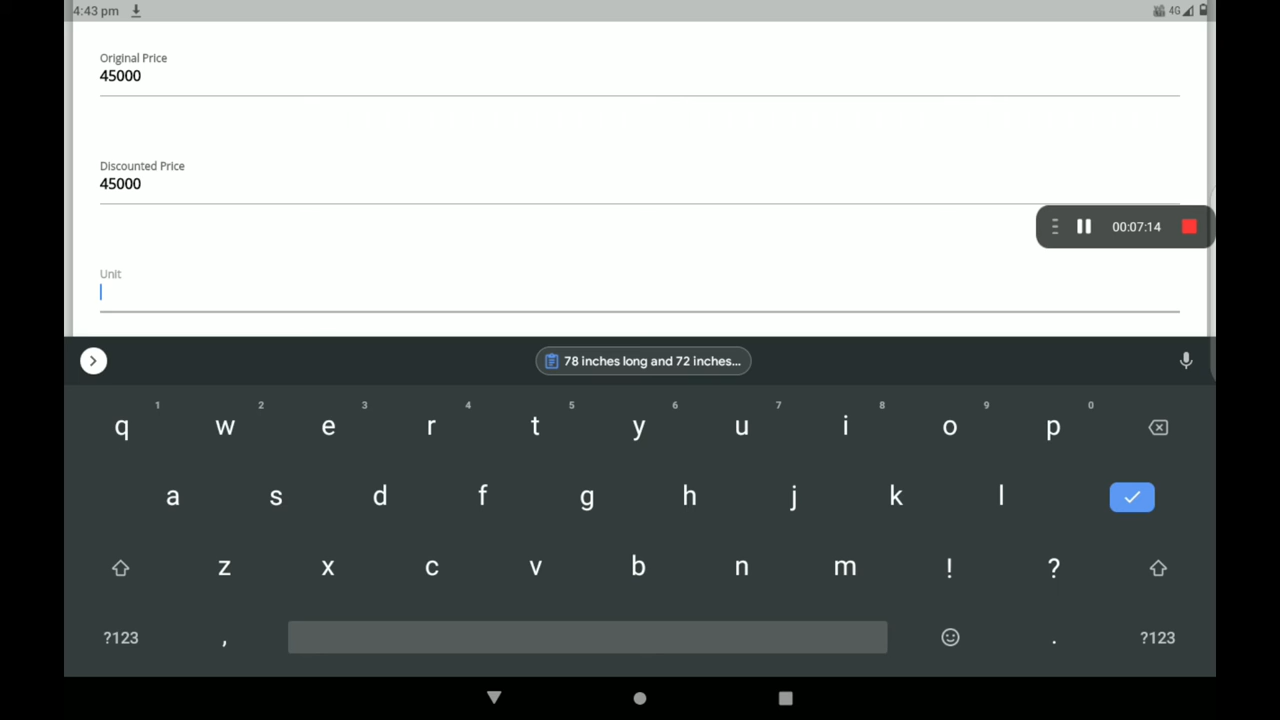 4:43 pm 4G
Original Price
45000
Discounted Price
45000
00:07:14
Unit
78 inches long and 72 inches...
1 2 3 4 5 6 7 8 9 0
q w e r t y u i o p
a s d f g h j k l
z x c v b n m ! ?
?123 , . ?123